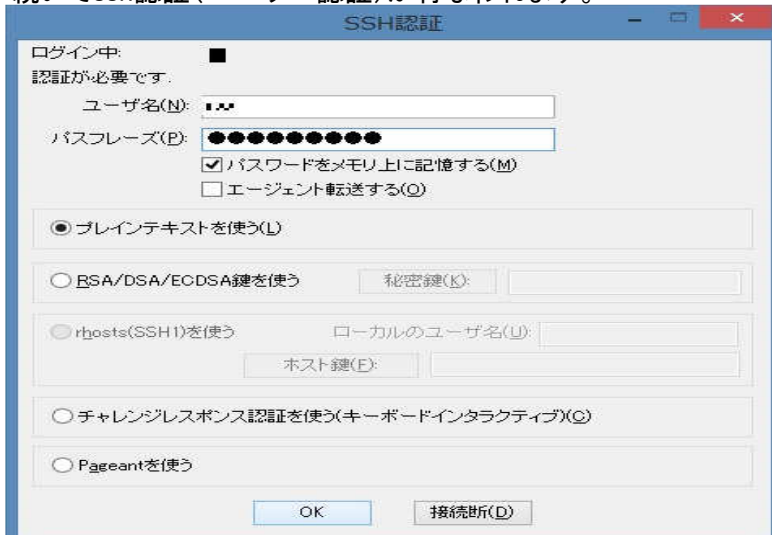 SSH認証
ログイン中:
認証が必要です.
ユーザ名(N):
パスフレーズ(P): ●●●●●●●●●
パスワードをメモリ上に記憶する(M)
エージェント転送する(O)
プレインテキストを使う(L)
RSA/DSA/ECDSA鍵を使う 秘密鍵(K):
rhosts(SSH1)を使う ローカルのユーザ名(U):
ホスト鍵(F):
チャレンジレスポンス認証を使う(キーボードインタラクティブ)(C)
Pageantを使う
OK 接続断(D)